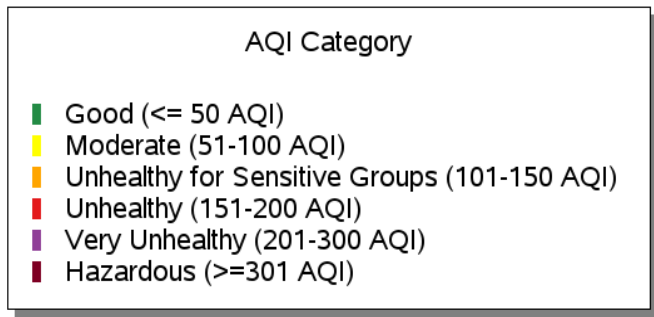 AQI Category
Good (<= 50 AQI)
Moderate (51-100 AQI)
Unhealthy for Sensitive Groups (101-150 AQI)
Unhealthy (151-200 AQI)
Very Unhealthy (201-300 AQI)
Hazardous (>=301 AQI)